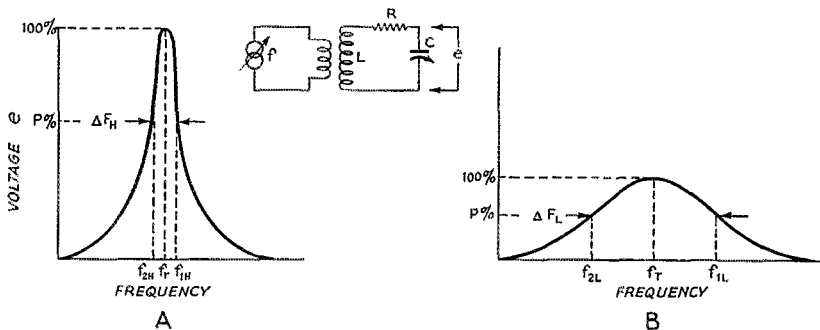 100%
P%
ΔF_H
VOLTAGE e
f_2H f_r f_1H
FREQUENCY
A
f
L
R
C
e
100%
P%
ΔF_L
f_2L f_r f_1L
FREQUENCY
B